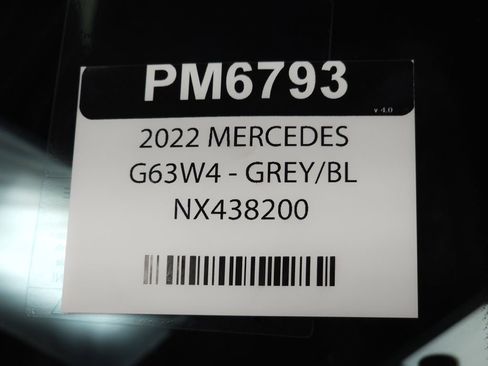 PM6793
v 4.0
2022 MERCEDES
G63W4 - GREY/BL
NX438200